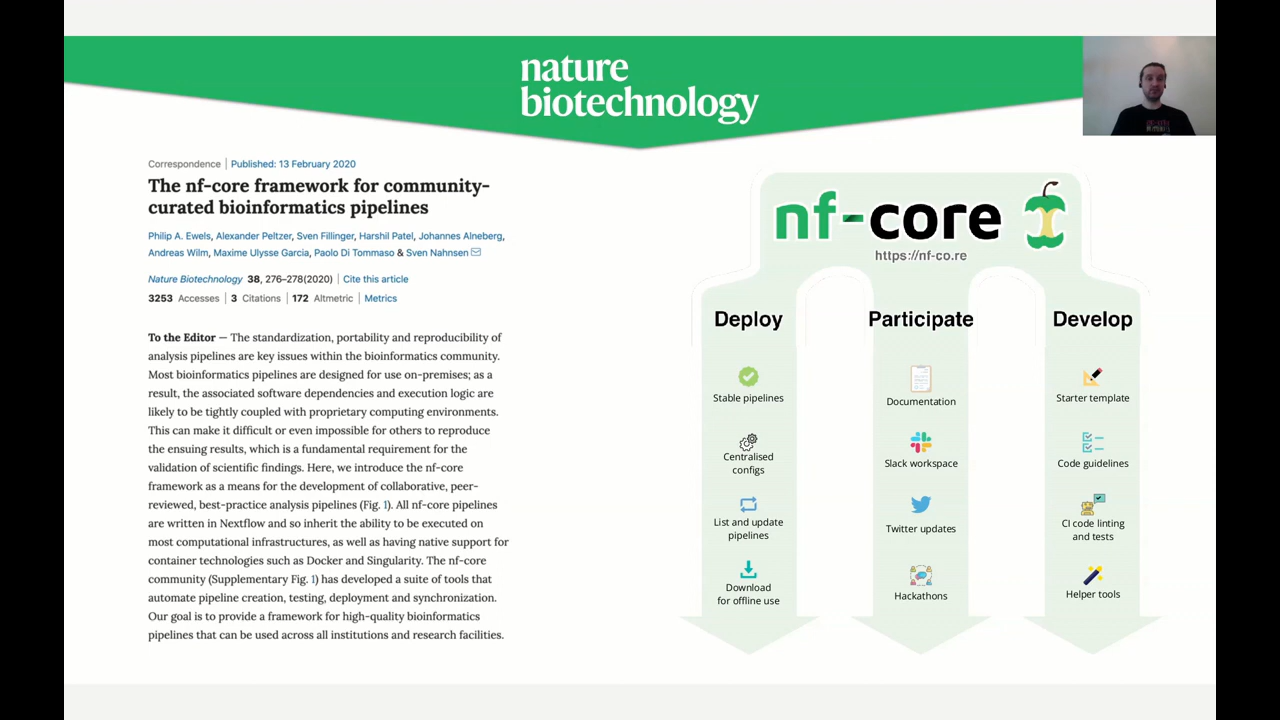 nature
biotechnology
Correspondence | Published: 13 February 2020
The nf-core framework for community-
curated bioinformatics pipelines
Philip A. Ewels, Alexander Peltzer, Sven Fillinger, Harshil Patel, Johannes Alneberg,
Andreas Wilm, Maxime Ulysse Garcia, Paolo Di Tommaso & Sven Nahnsen
Nature Biotechnology 38, 276–278(2020) | Cite this article
3253 Accesses | 3 Citations | 172 Altmetric | Metrics
To the Editor — The standardization, portability and reproducibility of
analysis pipelines are key issues within the bioinformatics community.
Most bioinformatics pipelines are designed for use on-premises; as a
result, the associated software dependencies and execution logic are
likely to be tightly coupled with proprietary computing environments.
This can make it difficult or even impossible for others to reproduce
the ensuing results, which is a fundamental requirement for the
validation of scientific findings. Here, we introduce the nf-core
framework as a means for the development of collaborative, peer-
reviewed, best-practice analysis pipelines (Fig. 1). All nf-core pipelines
are written in Nextflow and so inherit the ability to be executed on
most computational infrastructures, as well as having native support for
container technologies such as Docker and Singularity. The nf-core
community (Supplementary Fig. 1) has developed a suite of tools that
automate pipeline creation, testing, deployment and synchronization.
Our goal is to provide a framework for high-quality bioinformatics
pipelines that can be used across all institutions and research facilities.
nf-core
https://nf-co.re
Deploy
Stable pipelines
Centralised
configs
List and update
pipelines
Download
for offline use
Participate
Documentation
Slack workspace
Twitter updates
Hackathons
Develop
Starter template
Code guidelines
CI code linting
and tests
Helper tools